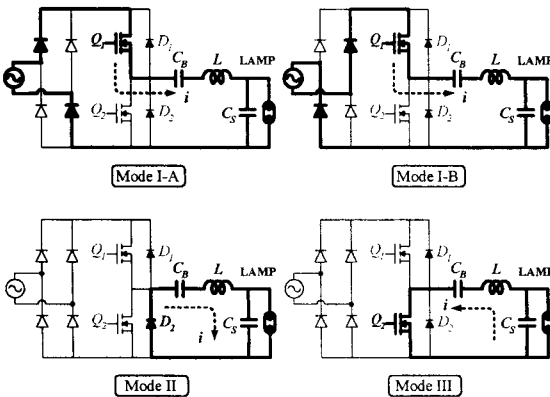 Q1
D1
CB
L
LAMP
i
Q2
D2
CS
Mode I-A
Q1
D1
CB
L
LAMP
i
Q2
D2
CS
Mode I-B
Q1
D1
CB
L
LAMP
Q2
D2
i
CS
Mode II
Q1
D1
CB
L
LAMP
i
Q2
D2
CS
Mode III